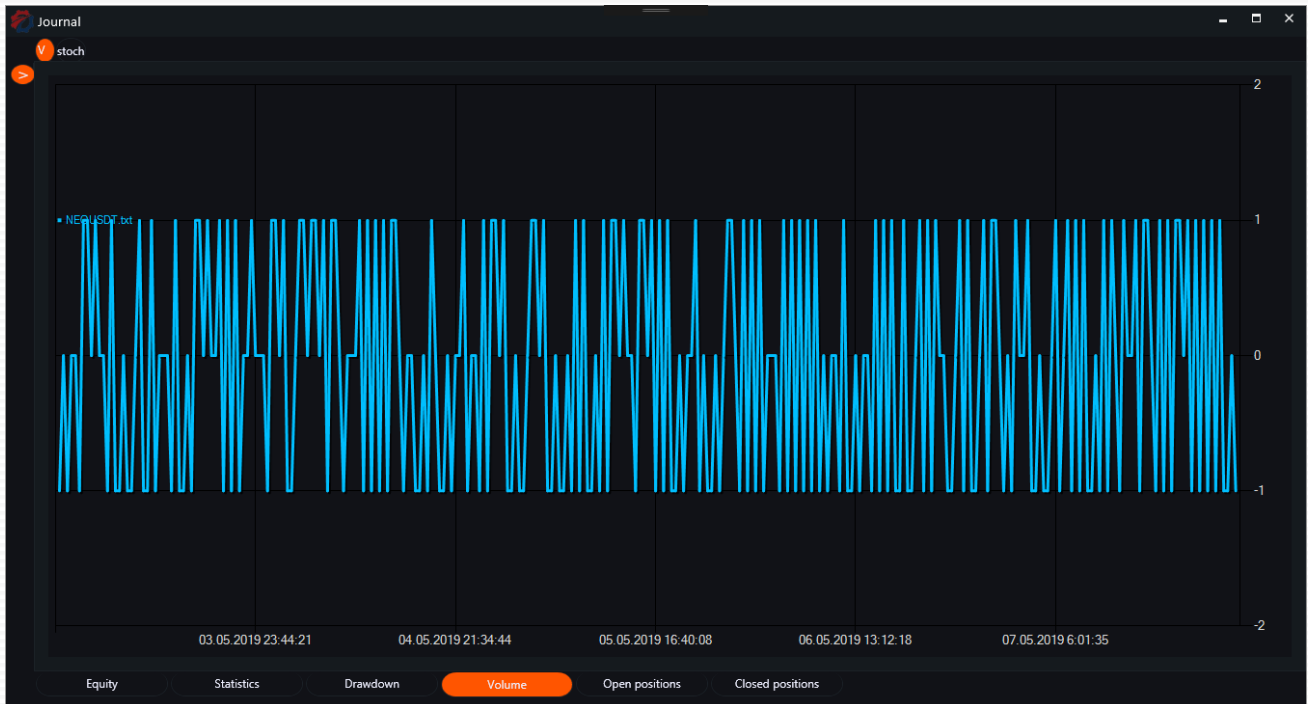 Journal
V stoch
>
2
NEOUSDT.txt
1
0
-1
-2
03.05.2019 23:44:21 04.05.2019 21:34:44 05.05.2019 16:40:08 06.05.2019 13:12:18 07.05.2019 6:01:35
Equity Statistics Drawdown Volume Open positions Closed positions